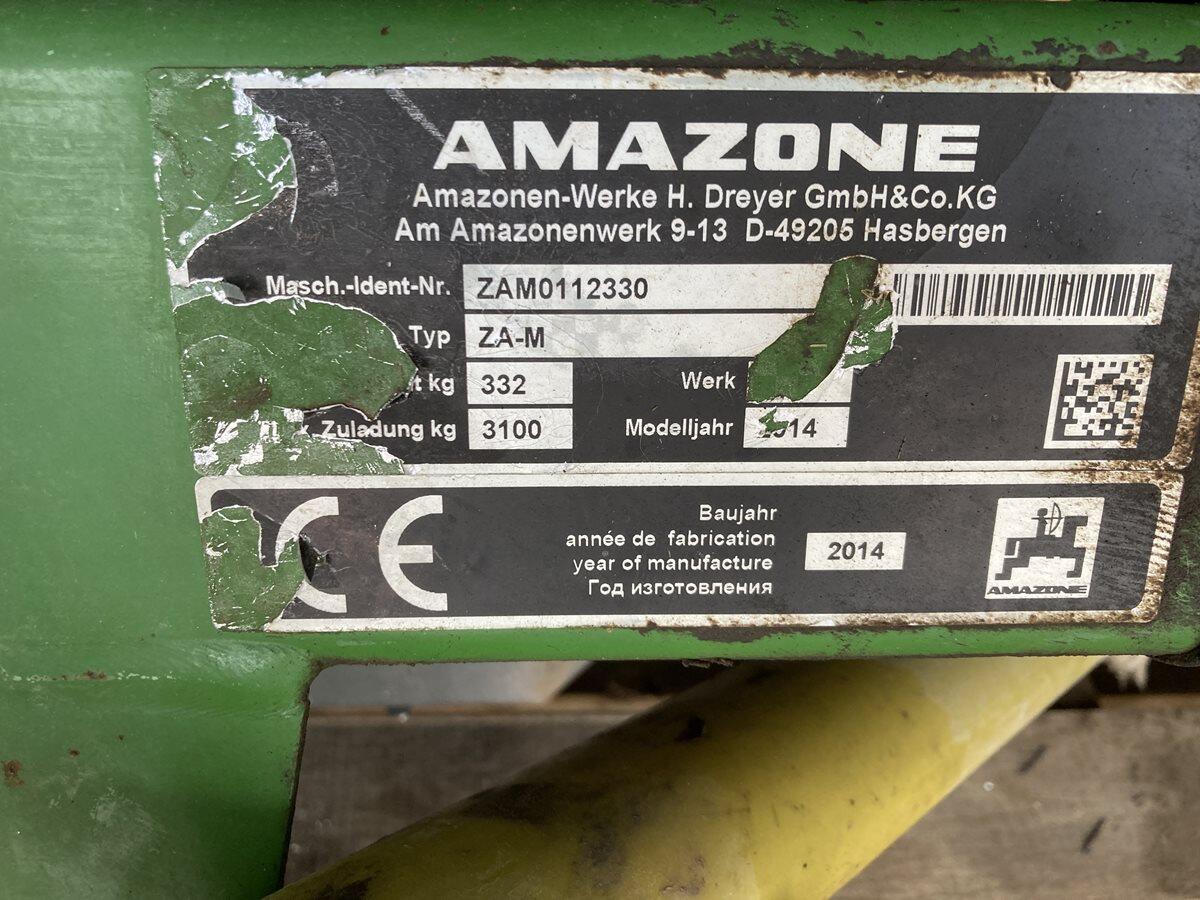 AMAZONE
Amazonen-Werke H. Dreyer GmbH&Co.KG
Am Amazonenwerk 9-13 D-49205 Hasbergen
Masch.-Ident-Nr. ZAM0112330
Typ ZA-M
kg 332 Werk
Zuladung kg 3100 Modelljahr
CE
Baujahr
année de fabrication
year of manufacture
Год изготовления
2014
AMAZONE